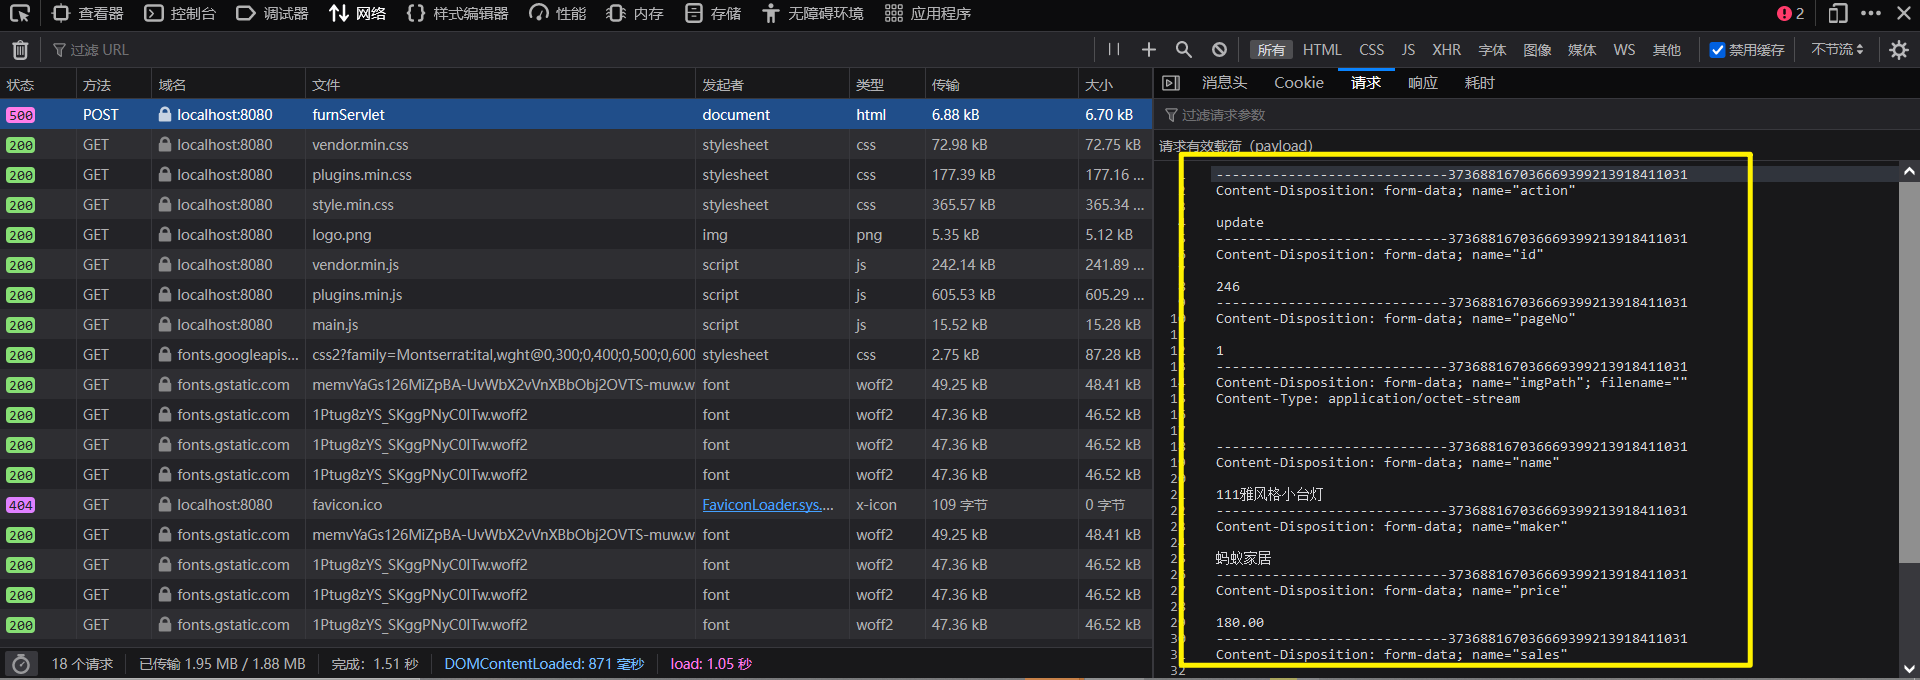 查看器 控制台 调试器 网络 样式编辑器 性能 内存 存储 无障碍环境 应用程序 2
过滤 URL 所有 HTML CSS JS XHR 字体 图像 媒体 WS 其他 禁用缓存 不节流
状态 方法 域名 文件 发起者 类型 传输 大小
500 POST localhost:8080 furnServlet document html 6.88 kB 6.70 kB
200 GET localhost:8080 vendor.min.css stylesheet css 72.98 kB 72.75 kB
200 GET localhost:8080 plugins.min.css stylesheet css 177.39 kB 177.16 ...
200 GET localhost:8080 style.min.css stylesheet css 365.57 kB 365.34 ...
200 GET localhost:8080 logo.png img png 5.35 kB 5.12 kB
200 GET localhost:8080 vendor.min.js script js 242.14 kB 241.89 ...
200 GET localhost:8080 plugins.min.js script js 605.53 kB 605.29 ...
200 GET localhost:8080 main.js script js 15.52 kB 15.28 kB
200 GET fonts.googleapis... css2?family=Montserrat:ital,wght@0,300;0,400;0,500;0,600 stylesheet css 2.75 kB 87.28 kB
200 GET fonts.gstatic.com memvYaGs126MiZpBA-UvWbX2vVnXBbObj2OVTS-muw.w font woff2 49.25 kB 48.41 kB
200 GET fonts.gstatic.com 1Ptug8zYS_SKggPNyC0ITw.woff2 font woff2 47.36 kB 46.52 kB
200 GET fonts.gstatic.com 1Ptug8zYS_SKggPNyC0ITw.woff2 font woff2 47.36 kB 46.52 kB
200 GET fonts.gstatic.com 1Ptug8zYS_SKggPNyC0ITw.woff2 font woff2 47.36 kB 46.52 kB
404 GET localhost:8080 favicon.ico FaviconLoader.sys.... x-icon 109 字节 0 字节
200 GET fonts.gstatic.com memvYaGs126MiZpBA-UvWbX2vVnXBbObj2OVTS-muw.w font woff2 49.25 kB 48.41 kB
200 GET fonts.gstatic.com 1Ptug8zYS_SKggPNyC0ITw.woff2 font woff2 47.36 kB 46.52 kB
200 GET fonts.gstatic.com 1Ptug8zYS_SKggPNyC0ITw.woff2 font woff2 47.36 kB 46.52 kB
200 GET fonts.gstatic.com 1Ptug8zYS_SKggPNyC0ITw.woff2 font woff2 47.36 kB 46.52 kB
18 个请求 已传输 1.95 MB / 1.88 MB 完成：1.51 秒 DOMContentLoaded: 871 毫秒 load: 1.05 秒
消息头 Cookie 请求 响应 耗时
过滤请求参数
请求有效载荷（payload）
-----------------------------373688167036669399213918411031
Content-Disposition: form-data; name="action"
update
-----------------------------373688167036669399213918411031
Content-Disposition: form-data; name="id"
246
-----------------------------373688167036669399213918411031
Content-Disposition: form-data; name="pageNo"
1
-----------------------------373688167036669399213918411031
Content-Disposition: form-data; name="imgPath"; filename=""
Content-Type: application/octet-stream
-----------------------------373688167036669399213918411031
Content-Disposition: form-data; name="name"
111雅风格小台灯
-----------------------------373688167036669399213918411031
Content-Disposition: form-data; name="maker"
蚂蚁家居
-----------------------------373688167036669399213918411031
Content-Disposition: form-data; name="price"
180.00
-----------------------------373688167036669399213918411031
Content-Disposition: form-data; name="sales"
32